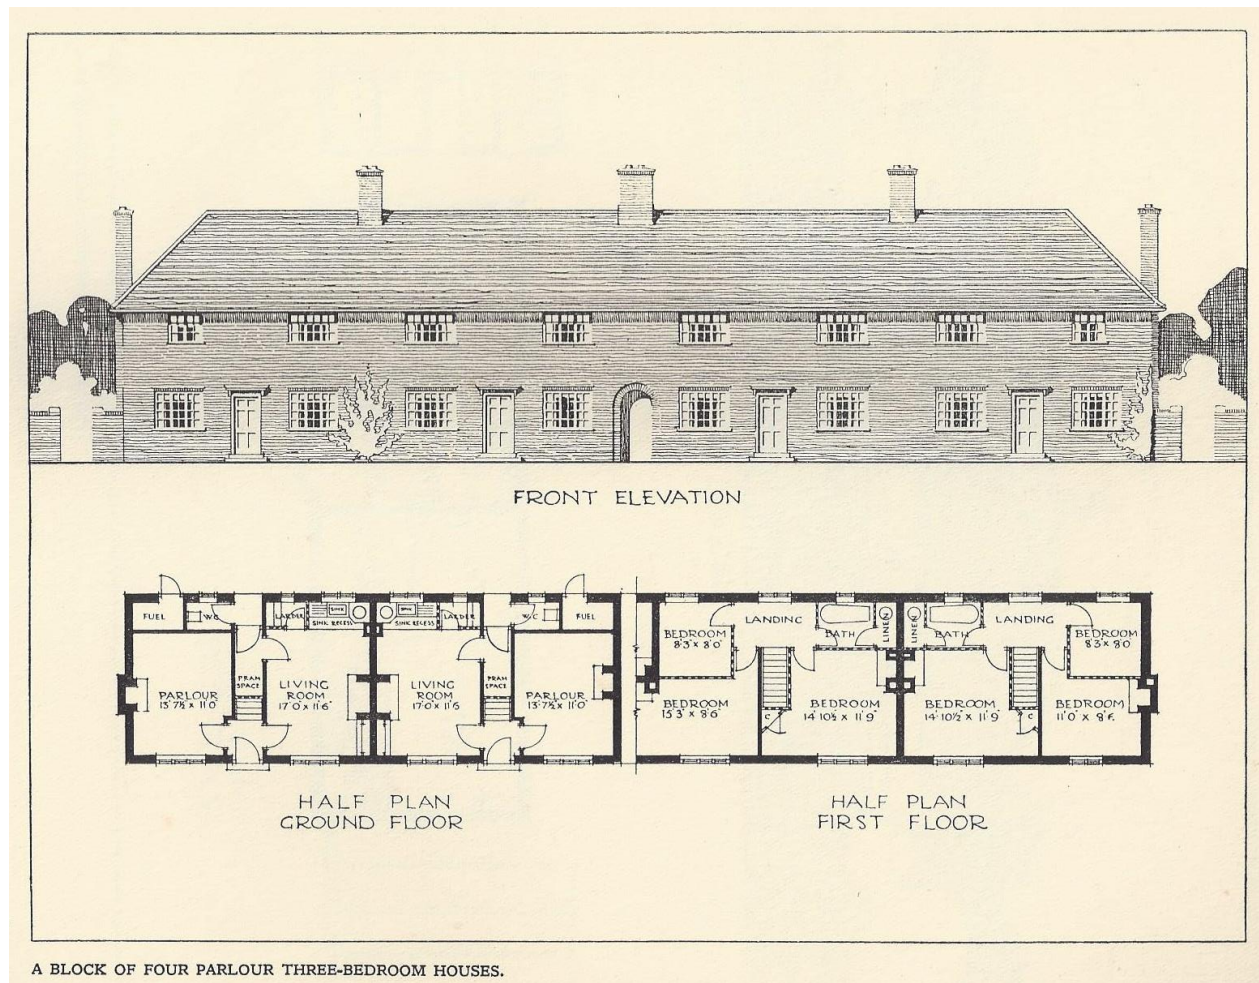 FRONT ELEVATION
FUEL
W.C
LARDER
SINK
SINK RECESS
SINK
SINK RECESS
LARDER
W.C
FUEL
PARLOUR
13'·7½ × 11'0"
PRAM
SPACE
LIVING
ROOM
17'0" × 11'6"
LIVING
ROOM
17'0 × 11'6
PRAM
SPACE
PARLOUR
13'·7½ × 11'0"
BEDROOM
8'3" × 8'0"
LANDING
BATH
LINEN
LINEN
BATH
LANDING
BEDROOM
8'3" × 8'0
BEDROOM
15'3" × 8'6"
C
BEDROOM
14'·10½ × 11'9"
BEDROOM
14'·10½" × 11'9
C
BEDROOM
11'0" ×
HALF PLAN
GROUND FLOOR
HALF PLAN
FIRST FLOOR
A BLOCK OF FOUR PARLOUR THREE-BEDROOM HOUSES.